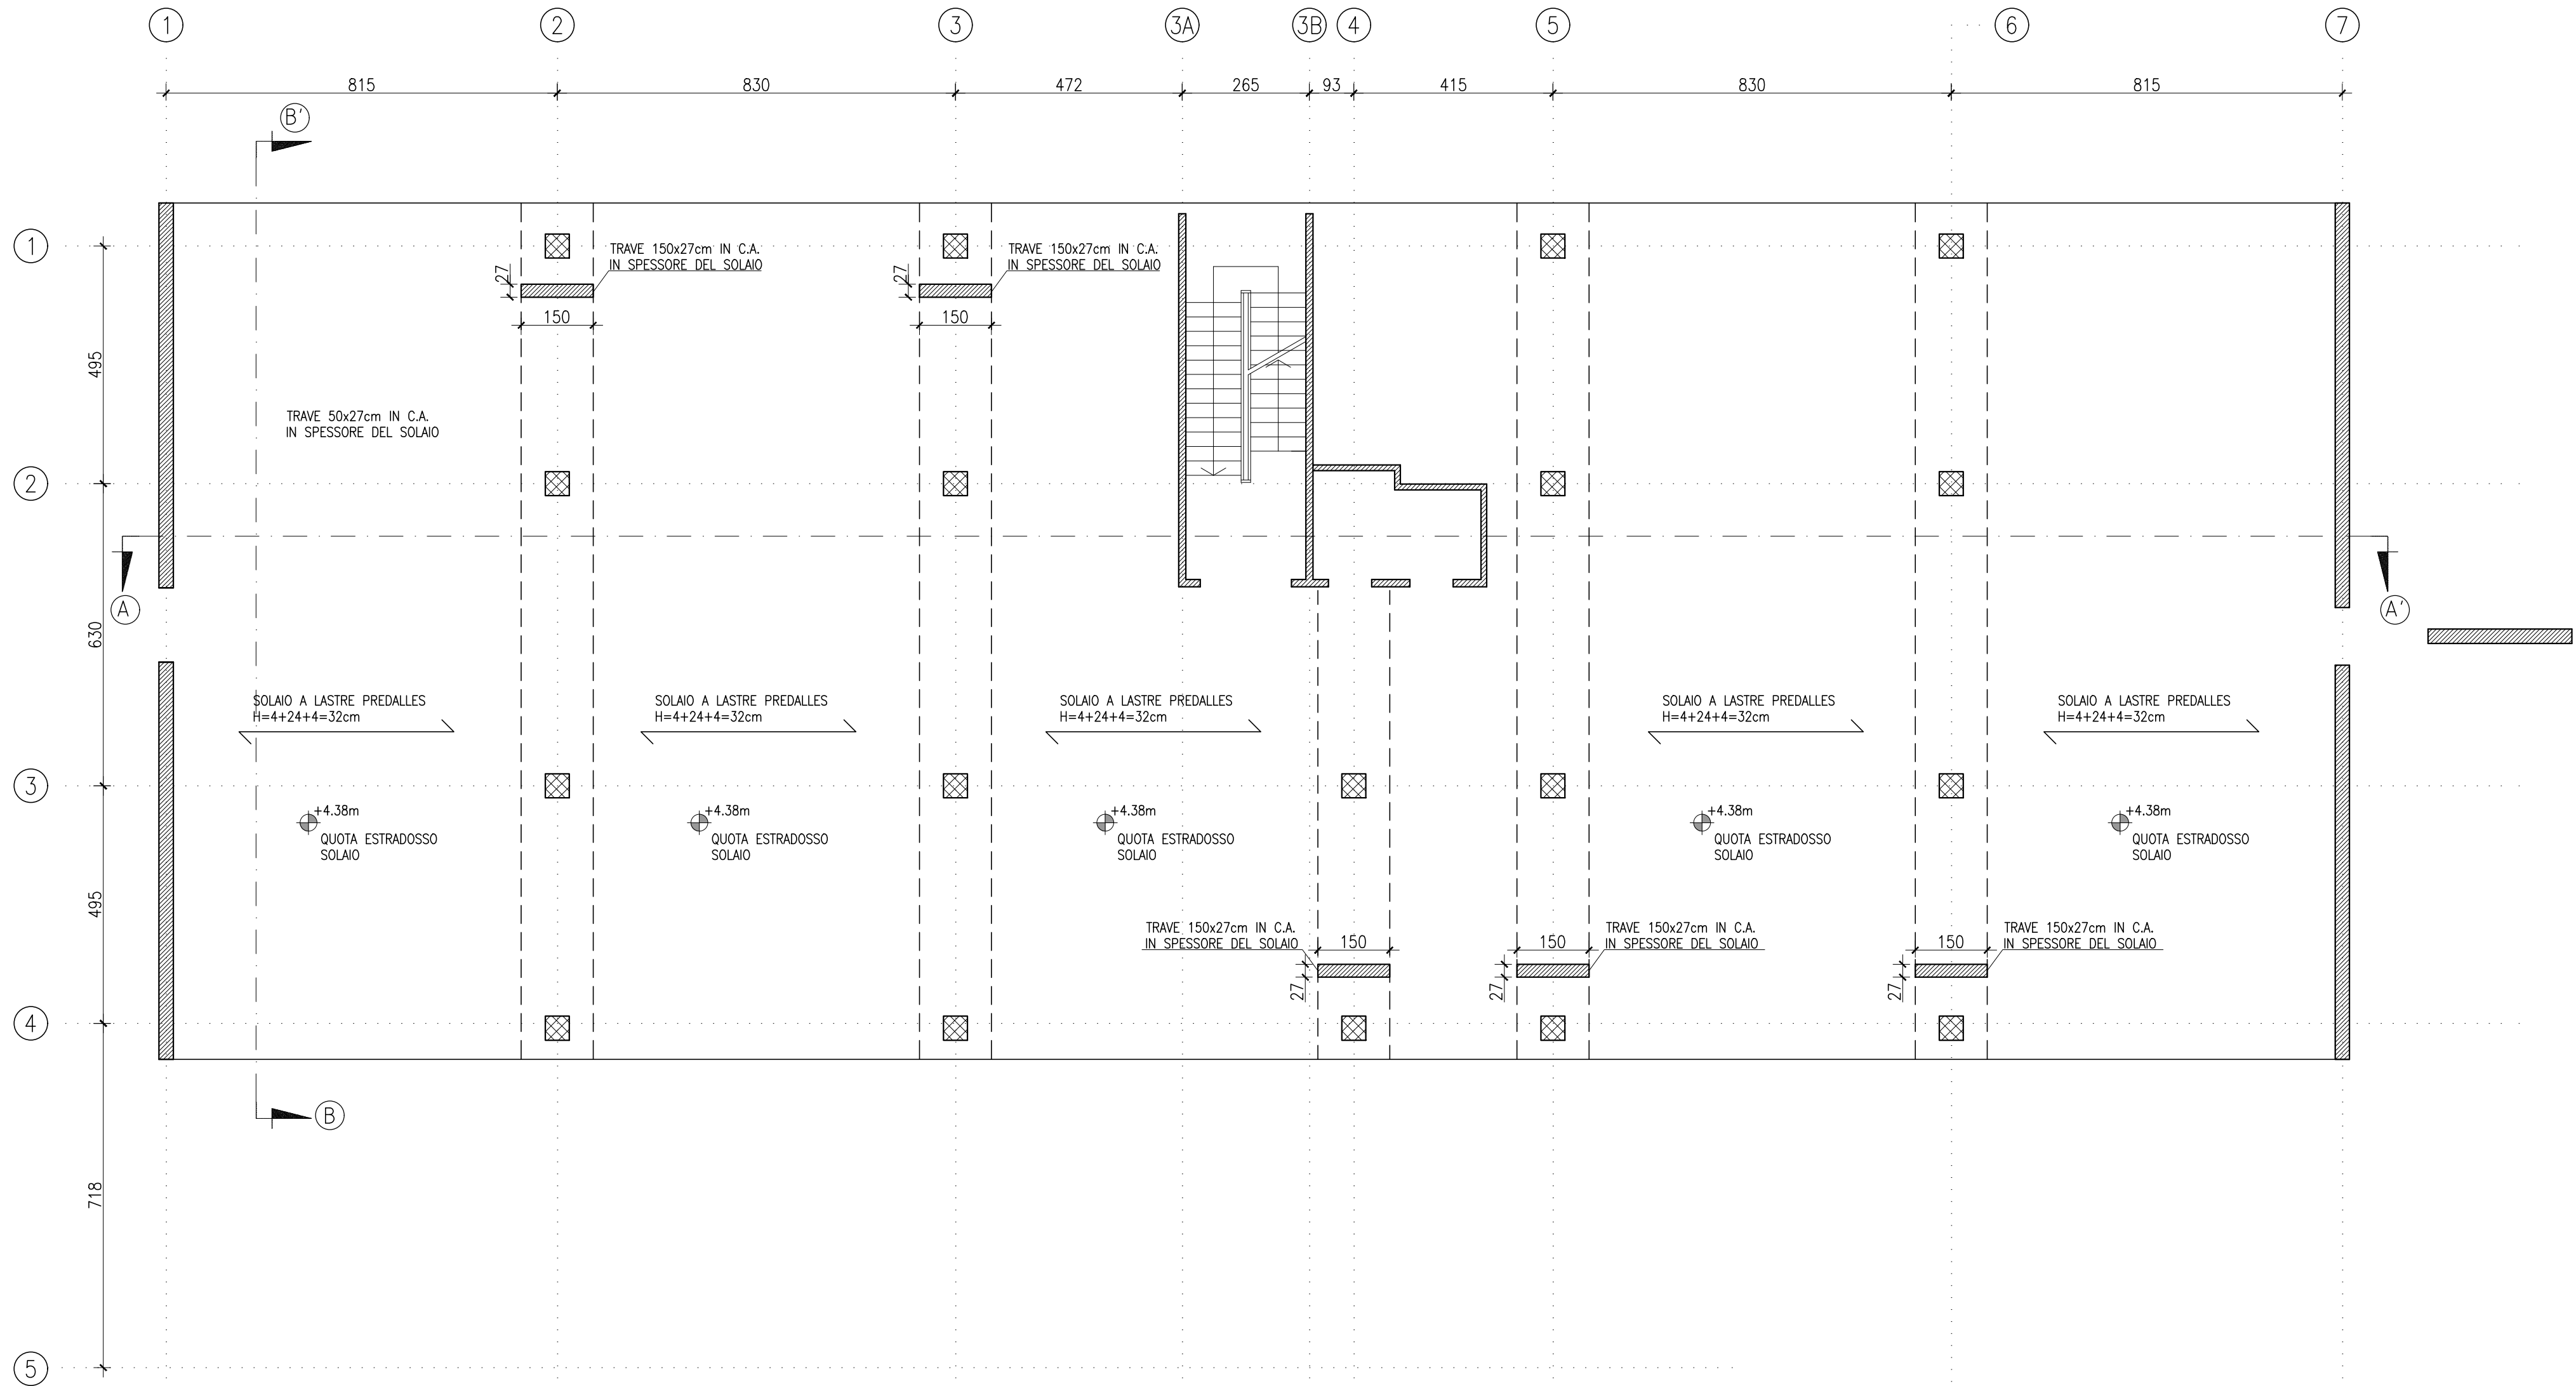 1 2 3 3A 3B 4 5 6 7
815 830 472 265 93 415 830 815
B'
1
TRAVE 150x27cm IN C.A.
IN SPESSORE DEL SOLAIO
TRAVE 150x27cm IN C.A.
IN SPESSORE DEL SOLAIO
27
27
150
150
495
TRAVE 50x27cm IN C.A.
IN SPESSORE DEL SOLAIO
2
A
A'
630
SOLAIO A LASTRE PREDALLES
H=4+24+4=32cm
SOLAIO A LASTRE PREDALLES
H=4+24+4=32cm
SOLAIO A LASTRE PREDALLES
H=4+24+4=32cm
SOLAIO A LASTRE PREDALLES
H=4+24+4=32cm
SOLAIO A LASTRE PREDALLES
H=4+24+4=32cm
3
+4.38m
QUOTA ESTRADOSSO
SOLAIO
+4.38m
QUOTA ESTRADOSSO
SOLAIO
+4.38m
QUOTA ESTRADOSSO
SOLAIO
+4.38m
QUOTA ESTRADOSSO
SOLAIO
+4.38m
QUOTA ESTRADOSSO
SOLAIO
495
TRAVE 150x27cm IN C.A.
IN SPESSORE DEL SOLAIO
150
27
150
27
TRAVE 150x27cm IN C.A.
IN SPESSORE DEL SOLAIO
150
27
TRAVE 150x27cm IN C.A.
IN SPESSORE DEL SOLAIO
4
B
718
5